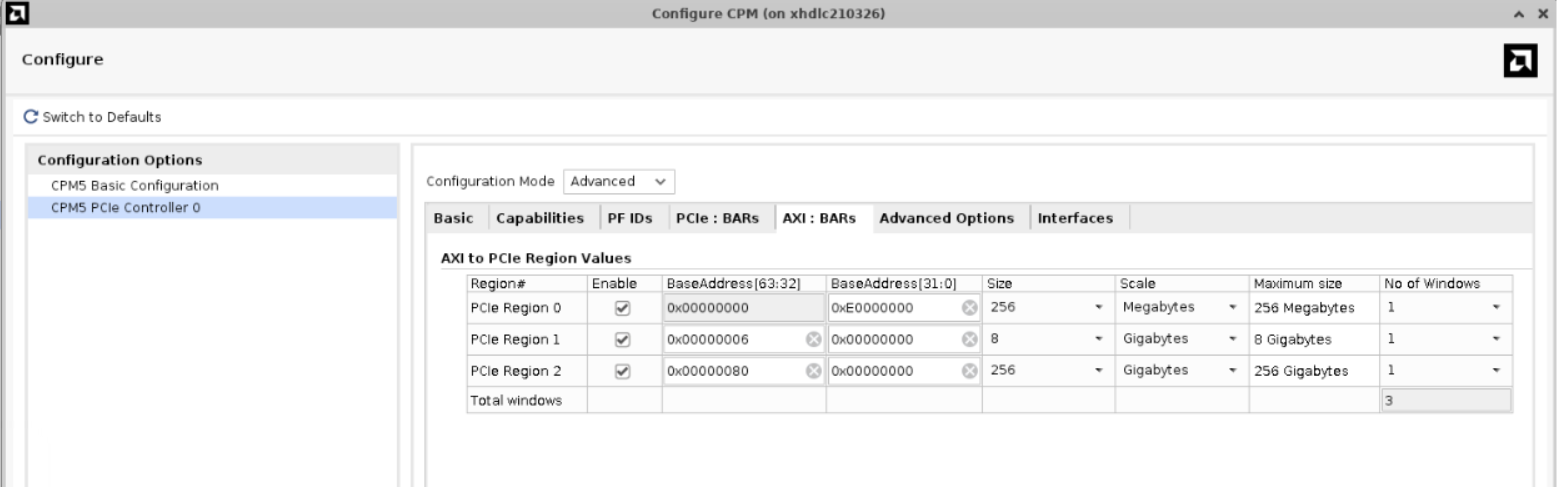 Configure CPM (on xhdlc210326)
Configure
Switch to Defaults
Configuration Options
CPM5 Basic Configuration
CPM5 PCIe Controller 0
Configuration Mode Advanced
Basic Capabilities PF IDs PCIe : BARs AXI : BARs Advanced Options Interfaces
AXI to PCIe Region Values
Region# Enable BaseAddress[63:32] BaseAddress[31:0] Size Scale Maximum size No of Windows
PCIe Region 0 0x00000000 0xE0000000 256 Megabytes 256 Megabytes 1
PCIe Region 1 0x00000006 0x00000000 8 Gigabytes 8 Gigabytes 1
PCIe Region 2 0x00000080 0x00000000 256 Gigabytes 256 Gigabytes 1
Total windows 3